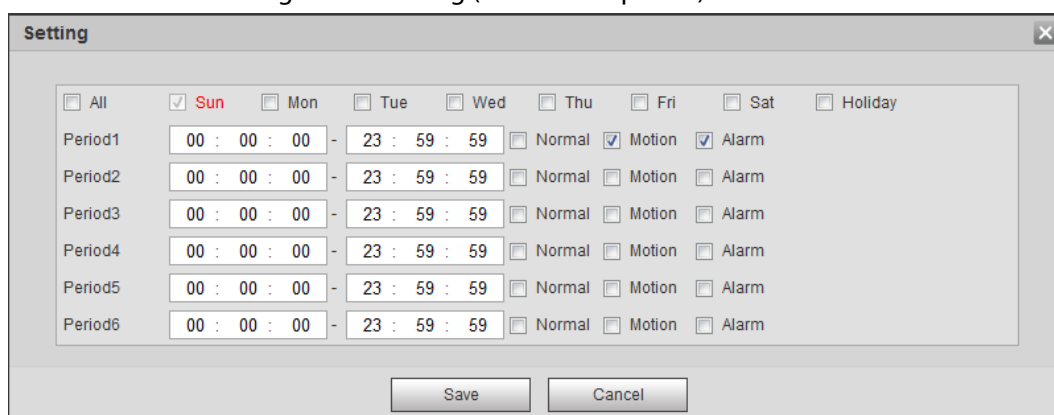 Setting
All Sun Mon Tue Wed Thu Fri Sat Holiday
Period1 00 : 00 : 00 - 23 : 59 : 59 Normal Motion Alarm
Period2 00 : 00 : 00 - 23 : 59 : 59 Normal Motion Alarm
Period3 00 : 00 : 00 - 23 : 59 : 59 Normal Motion Alarm
Period4 00 : 00 : 00 - 23 : 59 : 59 Normal Motion Alarm
Period5 00 : 00 : 00 - 23 : 59 : 59 Normal Motion Alarm
Period6 00 : 00 : 00 - 23 : 59 : 59 Normal Motion Alarm
Save Cancel